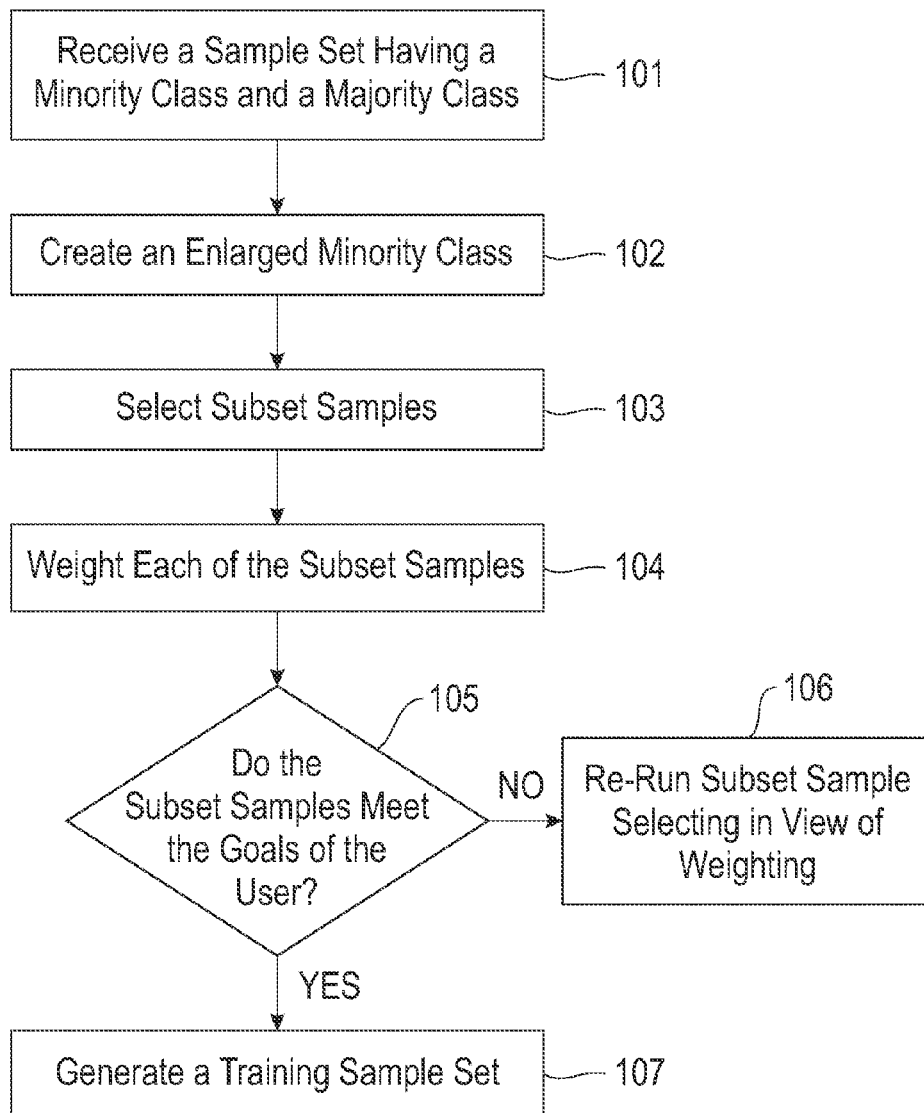 Receive a Sample Set Having a
Minority Class and a Majority Class
101
Create an Enlarged Minority Class
102
Select Subset Samples
103
Weight Each of the Subset Samples
104
105
Do the
Subset Samples Meet
the Goals of the
User?
NO
106
Re-Run Subset Sample
Selecting in View of
Weighting
YES
Generate a Training Sample Set
107